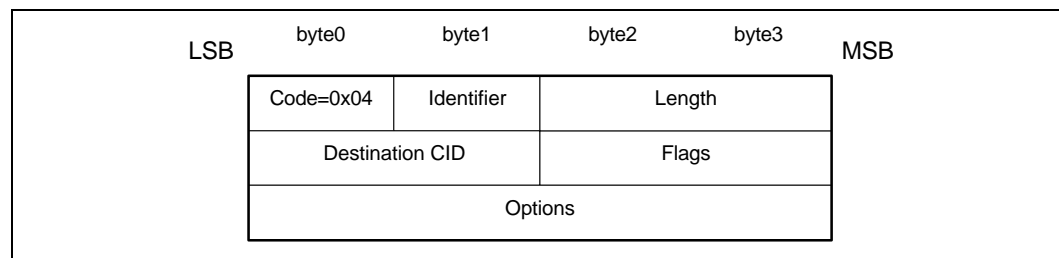 LSB byte0 byte1 byte2 byte3 MSB
Code=0x04 Identifier Length
Destination CID Flags
Options